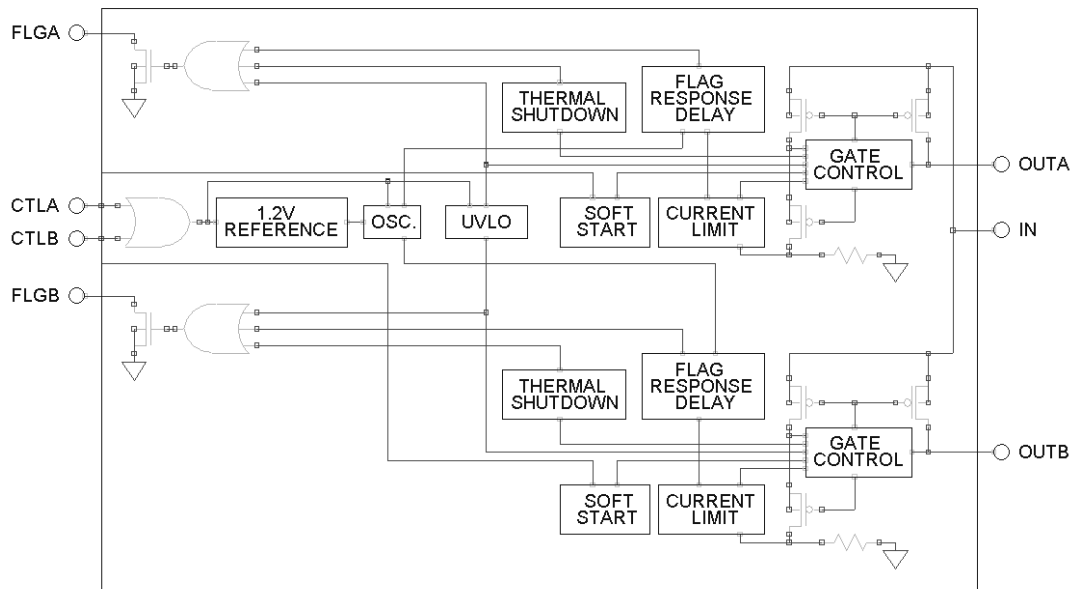 FLGA
THERMAL
SHUTDOWN
FLAG
RESPONSE
DELAY
GATE
CONTROL
OUTA
CTLA
CTLB
1.2V
REFERENCE
OSC.
UVLO
SOFT
START
CURRENT
LIMIT
IN
FLGB
THERMAL
SHUTDOWN
FLAG
RESPONSE
DELAY
GATE
CONTROL
OUTB
SOFT
START
CURRENT
LIMIT